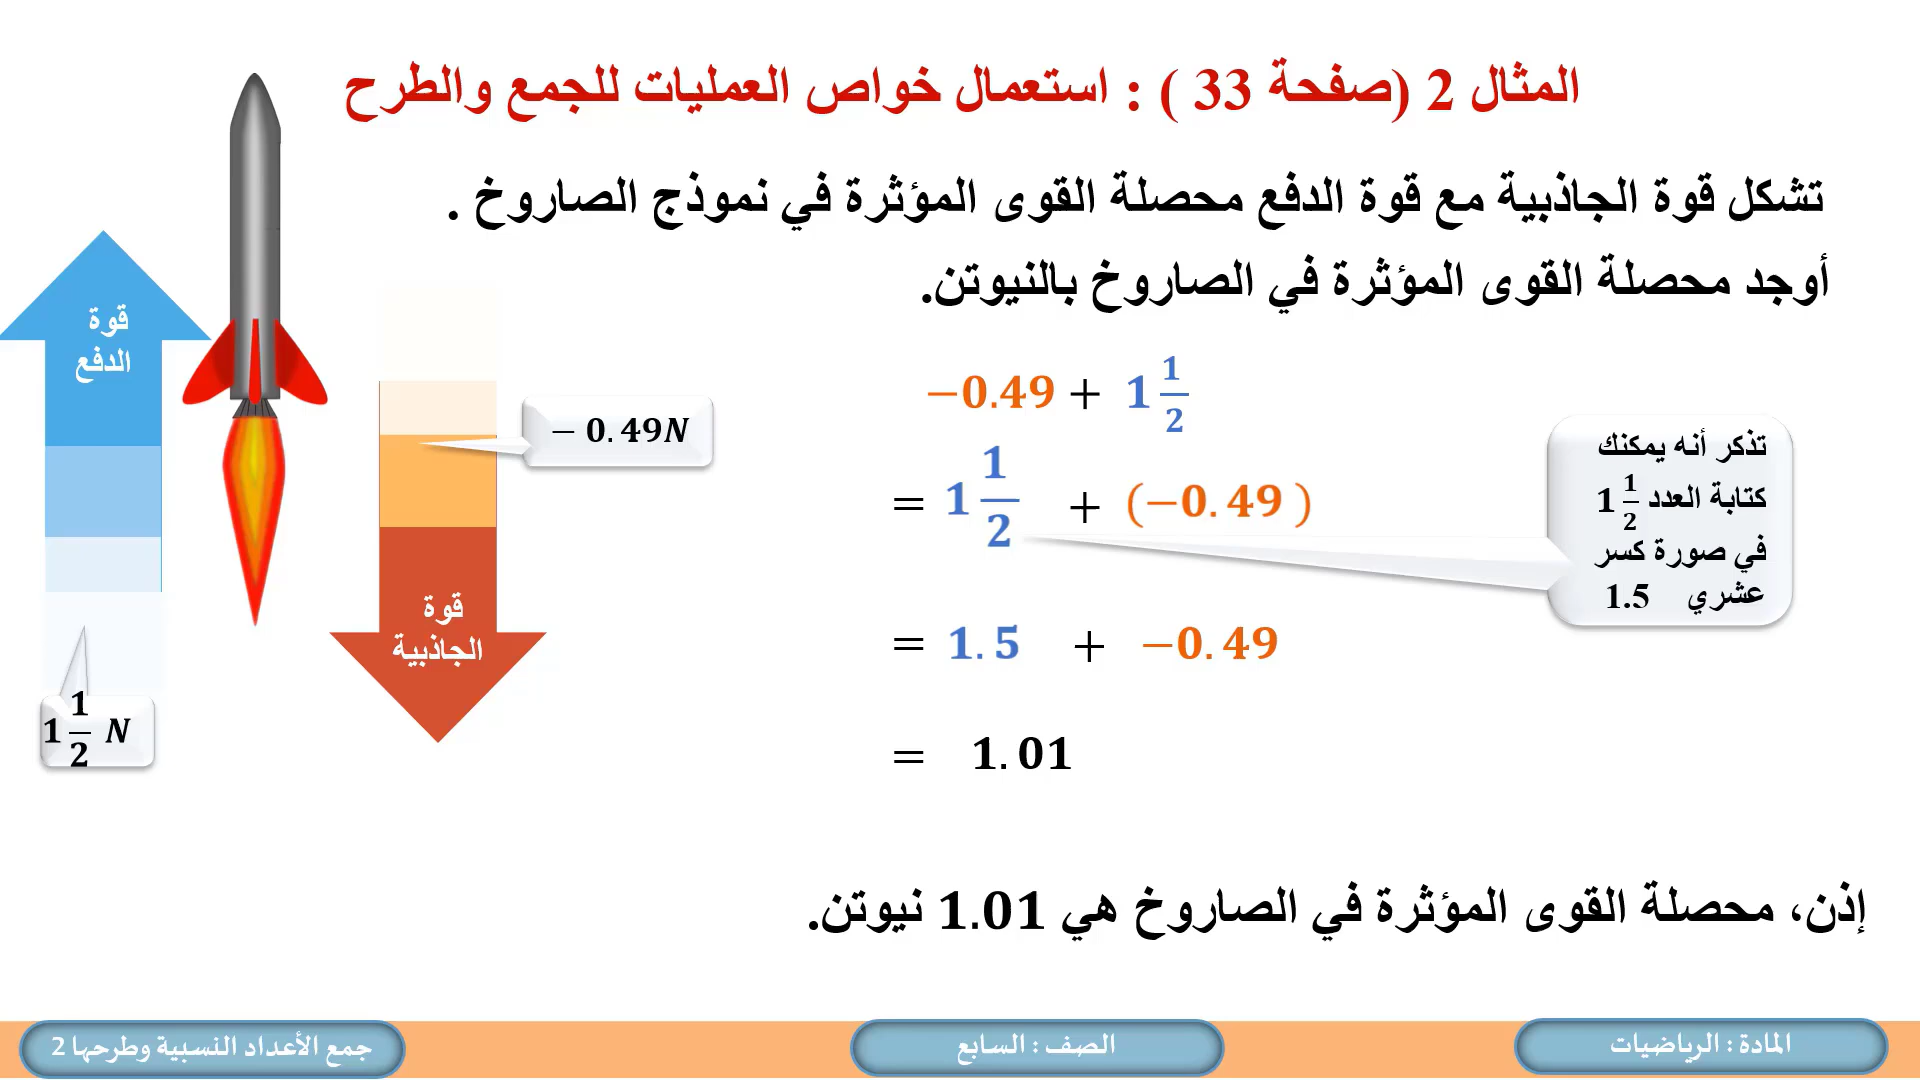 المثال 2 (صفحة 33 ) : استعمال خواص العمليات للجمع والطرح
تشكل قوة الجاذبية مع قوة الدفع محصلة القوى المؤثرة في نموذج الصاروخ .
أوجد محصلة القوى المؤثرة في الصاروخ بالنيوتن.
−0.49 + 1 1/2
= 1 1/2 + (−0.49 )
= 1.5 + −0.49
= 1.01
تذكر أنه يمكنك
كتابة العدد 1 1/2
في صورة كسر
عشري 1.5
− 0.49N
قوة
الجاذبية
قوة
الدفع
1 1/2 N
إذن، محصلة القوى المؤثرة في الصاروخ هي 1.01 نيوتن.
المادة : الرياضيات
الصف : السابع
جمع الأعداد النسبية وطرحها 2